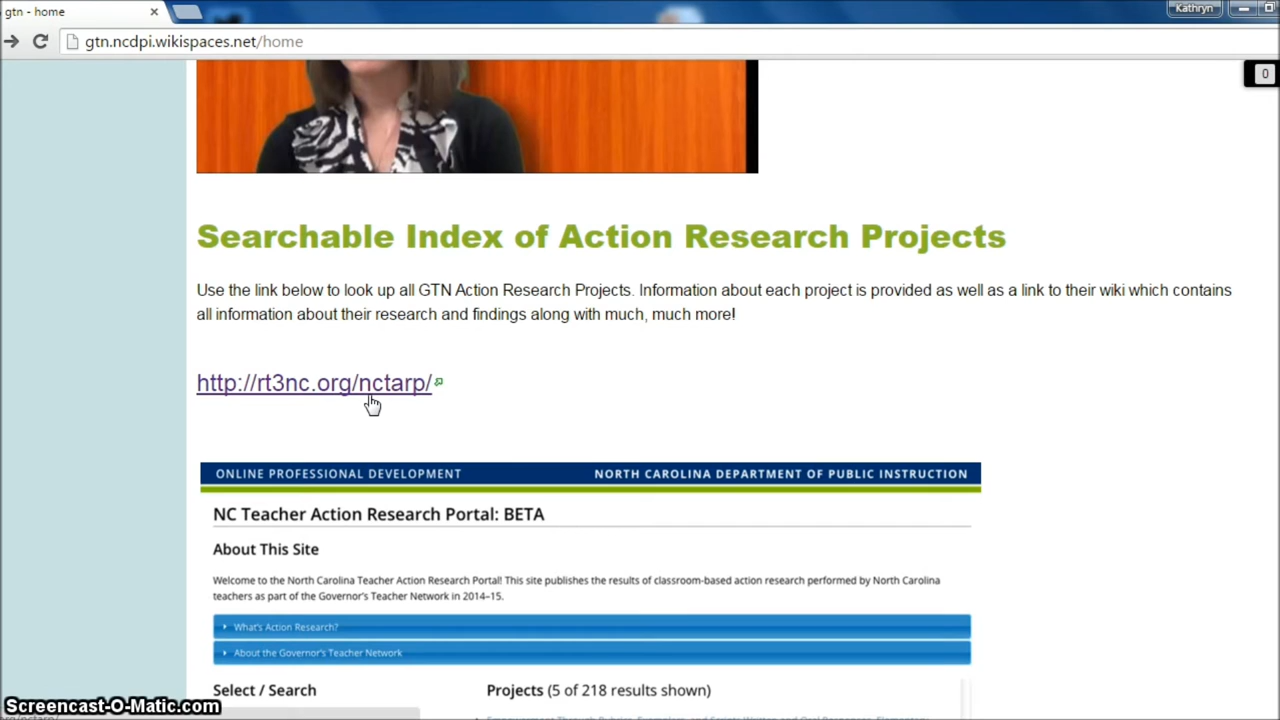 gtn - home
Kathryn
gtn.ncdpi.wikispaces.net/home
0
Searchable Index of Action Research Projects
Use the link below to look up all GTN Action Research Projects. Information about each project is provided as well as a link to their wiki which contains
all information about their research and findings along with much, much more!
http://rt3nc.org/nctarp/
ONLINE PROFESSIONAL DEVELOPMENT NORTH CAROLINA DEPARTMENT OF PUBLIC INSTRUCTION
NC Teacher Action Research Portal: BETA
About This Site
Welcome to the North Carolina Teacher Action Research Portal! This site publishes the results of classroom-based action research performed by North Carolina
teachers as part of the Governor's Teacher Network in 2014–15.
What's Action Research?
About the Governor's Teacher Network
Select / Search
Projects (5 of 218 results shown)
Screencast-O-Matic.com